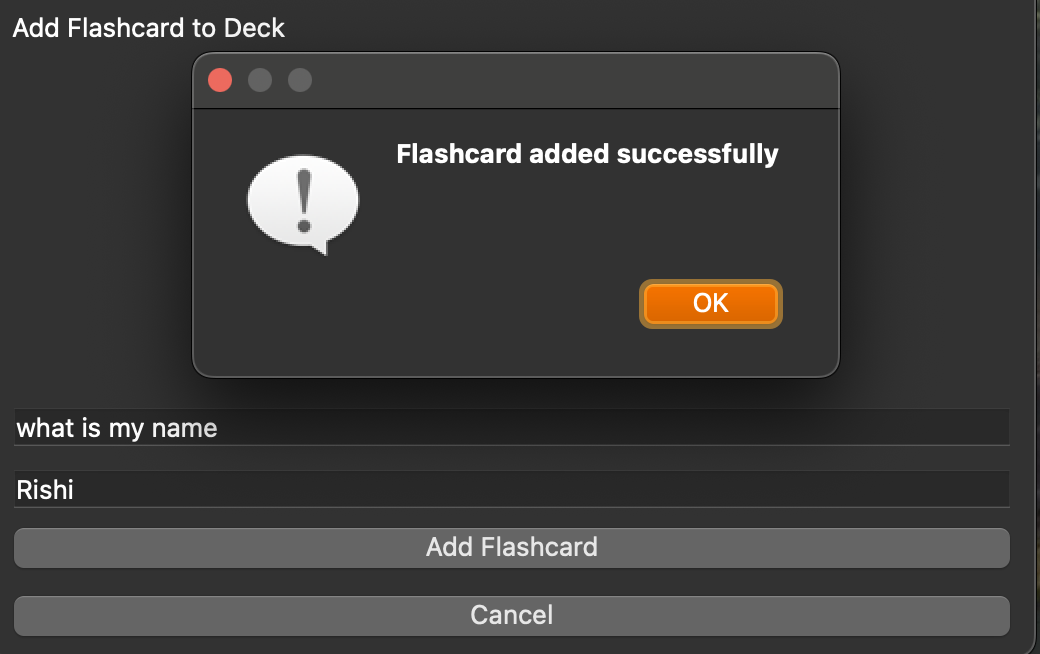 Add Flashcard to Deck
Flashcard added successfully
OK
what is my name
Rishi
Add Flashcard
Cancel